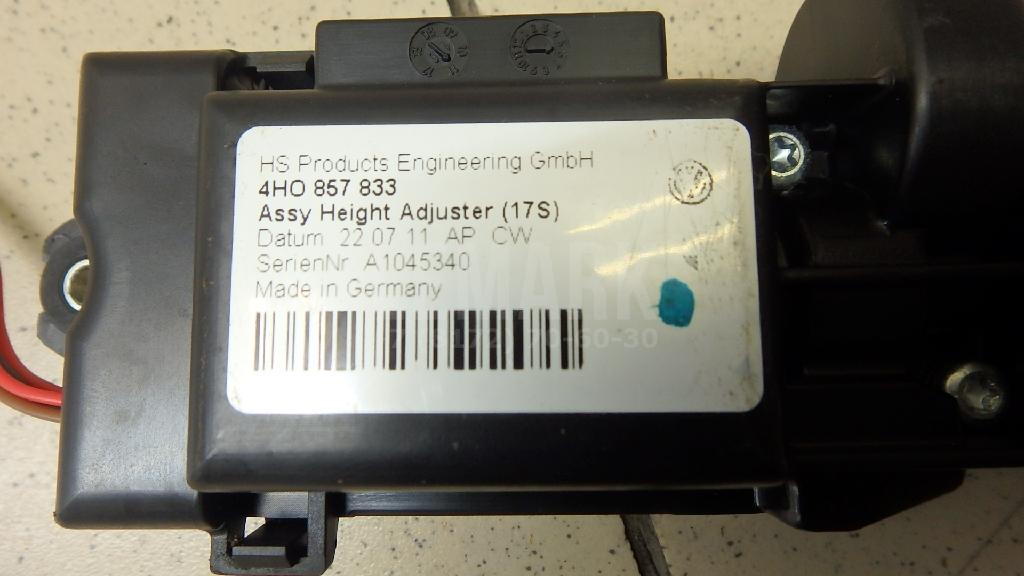 HS Products Engineering GmbH
4H0 857 833
Assy Height Adjuster (17S)
Datum 22 07 11 AP CW
SerienNr A1045340
Made in Germany